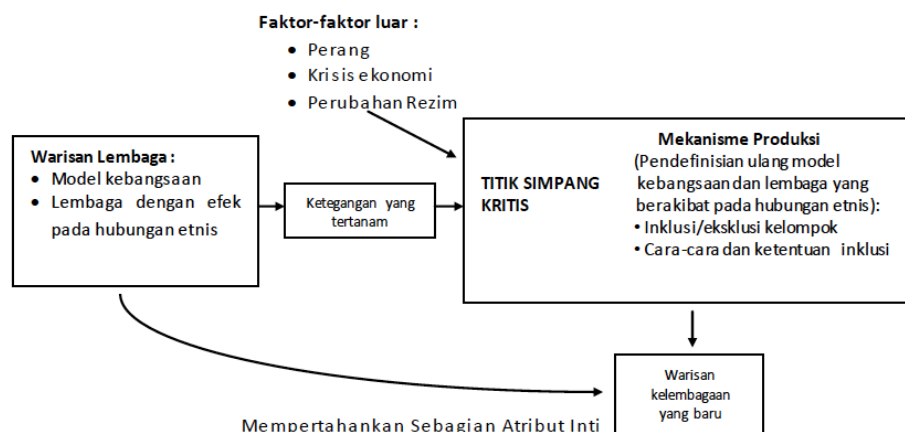 Faktor-faktor luar :
• Perang
• Krisis ekonomi
• Perubahan Rezim
Warisan Lembaga :
• Model kebangsaan
• Lembaga dengan efek
pada hubungan etnis
Ketegangan yang
tertanam
TITIK SIMPANG
KRITIS
Mekanisme Produksi
(Pendefinisian ulang model
kebangsaan dan lembaga yang
berakibat pada hubungan etnis):
• Inklusi/eksklusi kelompok
• Cara-cara dan ketentuan inklusi
Warisan
kelembagaan
yang baru
Mempertahankan Sebagian Atribut Inti